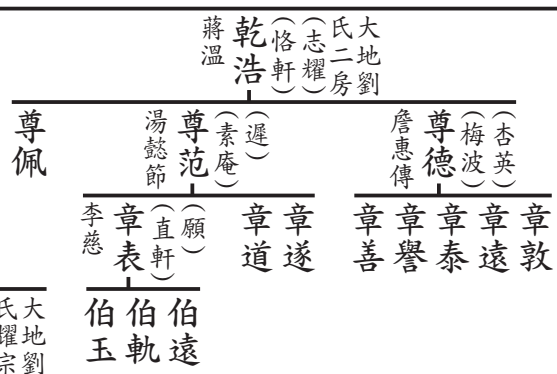 大地劉
氏二房
(志耀)
(恪軒)
乾浩
蔣溫
(杏英)
(梅波)
尊德
詹惠傳
(遲)
(素庵)
尊范
湯懿節
尊佩
章敦
章遠
章泰
章譽
章善
章遂
章道
(願)
(直軒)
章表
李慈
伯遠
伯軌
伯玉
大地劉
氏耀宗